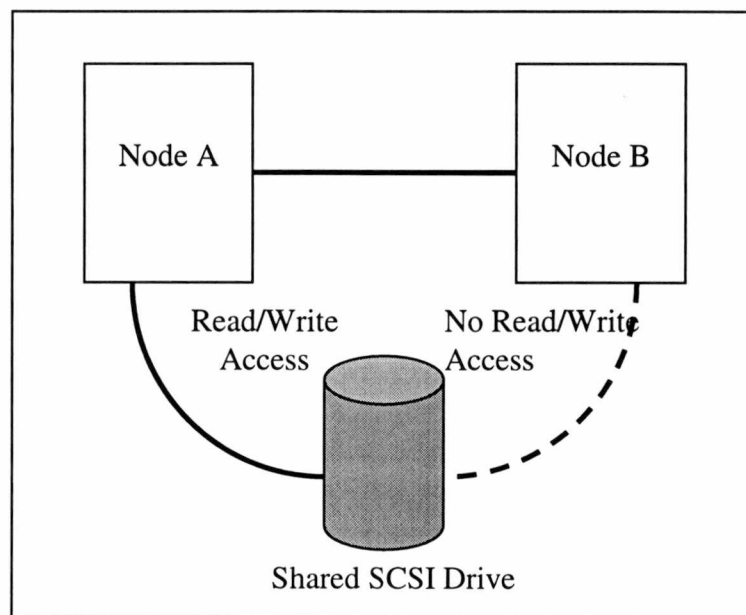 Node A
Node B
Read/Write
Access
No Read/Write
Access
Shared SCSI Drive